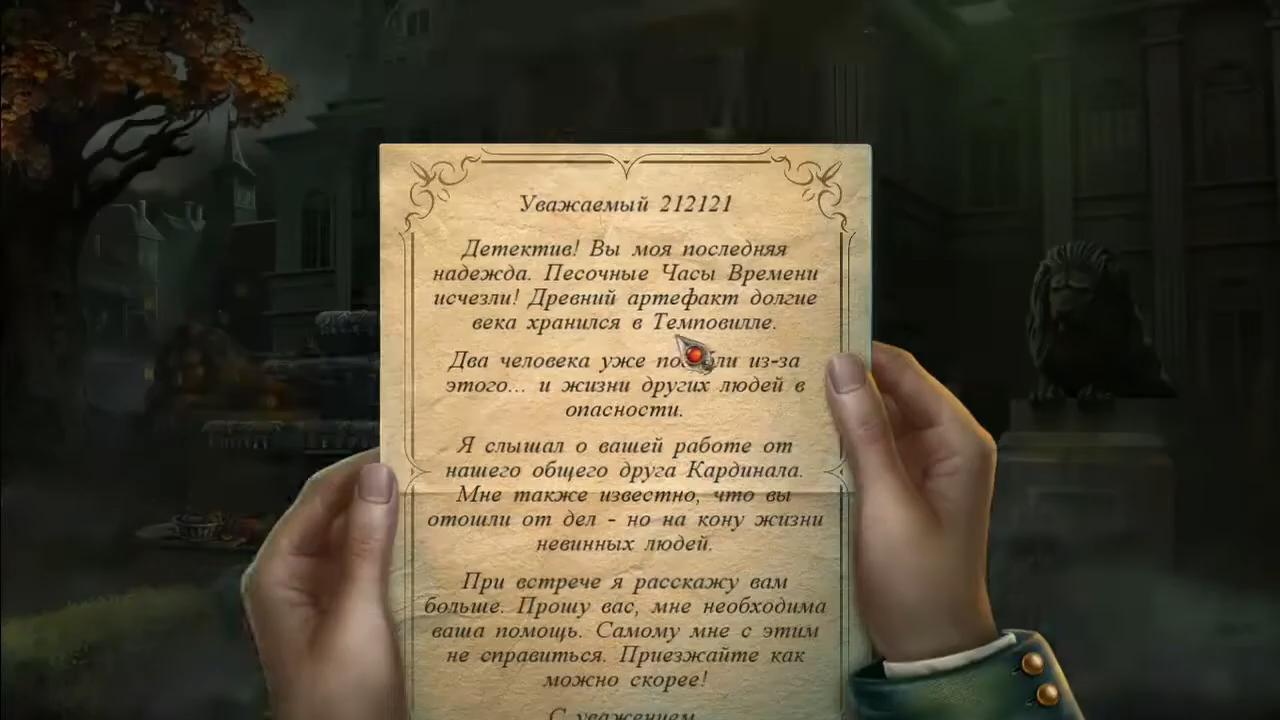 Уважаемый 212121
Детектив! Вы моя последняя
надежда. Песочные Часы Времени
исчезли! Древний артефакт долгие
века хранился в Темповилле.
Два человека уже из-за
этого... и жизни других людей в
опасности.
Я слышал о вашей работе от
нашего общего друга Кардинала.
Мне также известно, что вы
отошли от дел - но на кону жизни
невинных людей.
При встрече я расскажу вам
больше. Прошу вас, мне необходима
ваша помощь. Самому мне с этим
не справиться. Приезжайте как
можно скорее!
С уважением